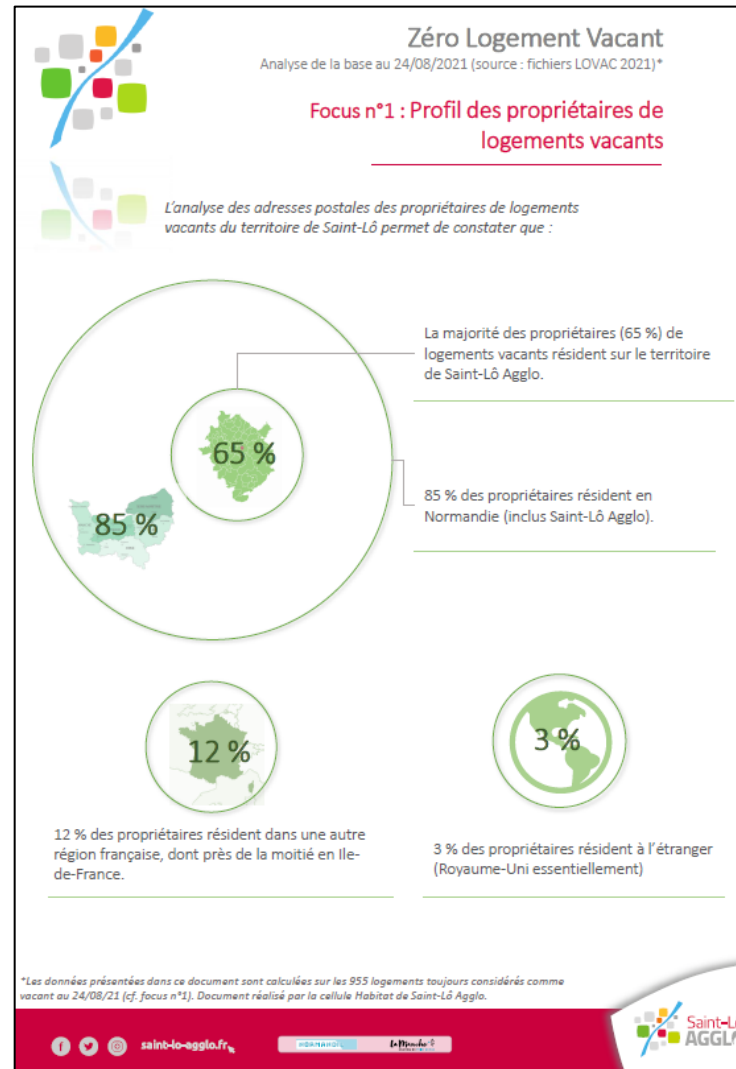 Zéro Logement Vacant
Analyse de la base au 24/08/2021 (source : fichiers LOVAC 2021)*
Focus n°1 : Profil des propriétaires de
logements vacants
L'analyse des adresses postales des propriétaires de logements
vacants du territoire de Saint-Lô permet de constater que :
La majorité des propriétaires (65 %) de
logements vacants résident sur le territoire
de Saint-Lô Agglo.
65 %
85 %
85 % des propriétaires résident en
Normandie (inclus Saint-Lô Agglo).
12 %
3 %
12 % des propriétaires résident dans une autre
région française, dont près de la moitié en Ile-
de-France.
3 % des propriétaires résident à l'étranger
(Royaume-Uni essentiellement)
*Les données présentées dans ce document sont calculées sur les 955 logements toujours considérés comme
vacant au 24/08/21 (cf. focus n°1). Document réalisé par la cellule Habitat de Saint-Lô Agglo.
saint-lo-agglo.fr
NORMANDIE
la Manche
Saint-Lô
AGGLO